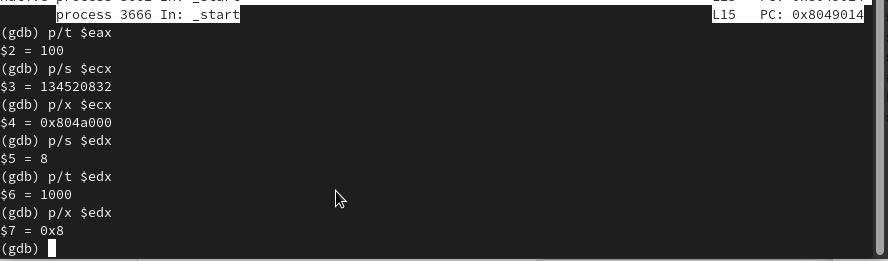 process 3666 In: _start L15 PC: 0x8049014
(gdb) p/t $eax
$2 = 100
(gdb) p/s $ecx
$3 = 134520832
(gdb) p/x $ecx
$4 = 0x804a000
(gdb) p/s $edx
$5 = 8
(gdb) p/t $edx
$6 = 1000
(gdb) p/x $edx
$7 = 0x8
(gdb)